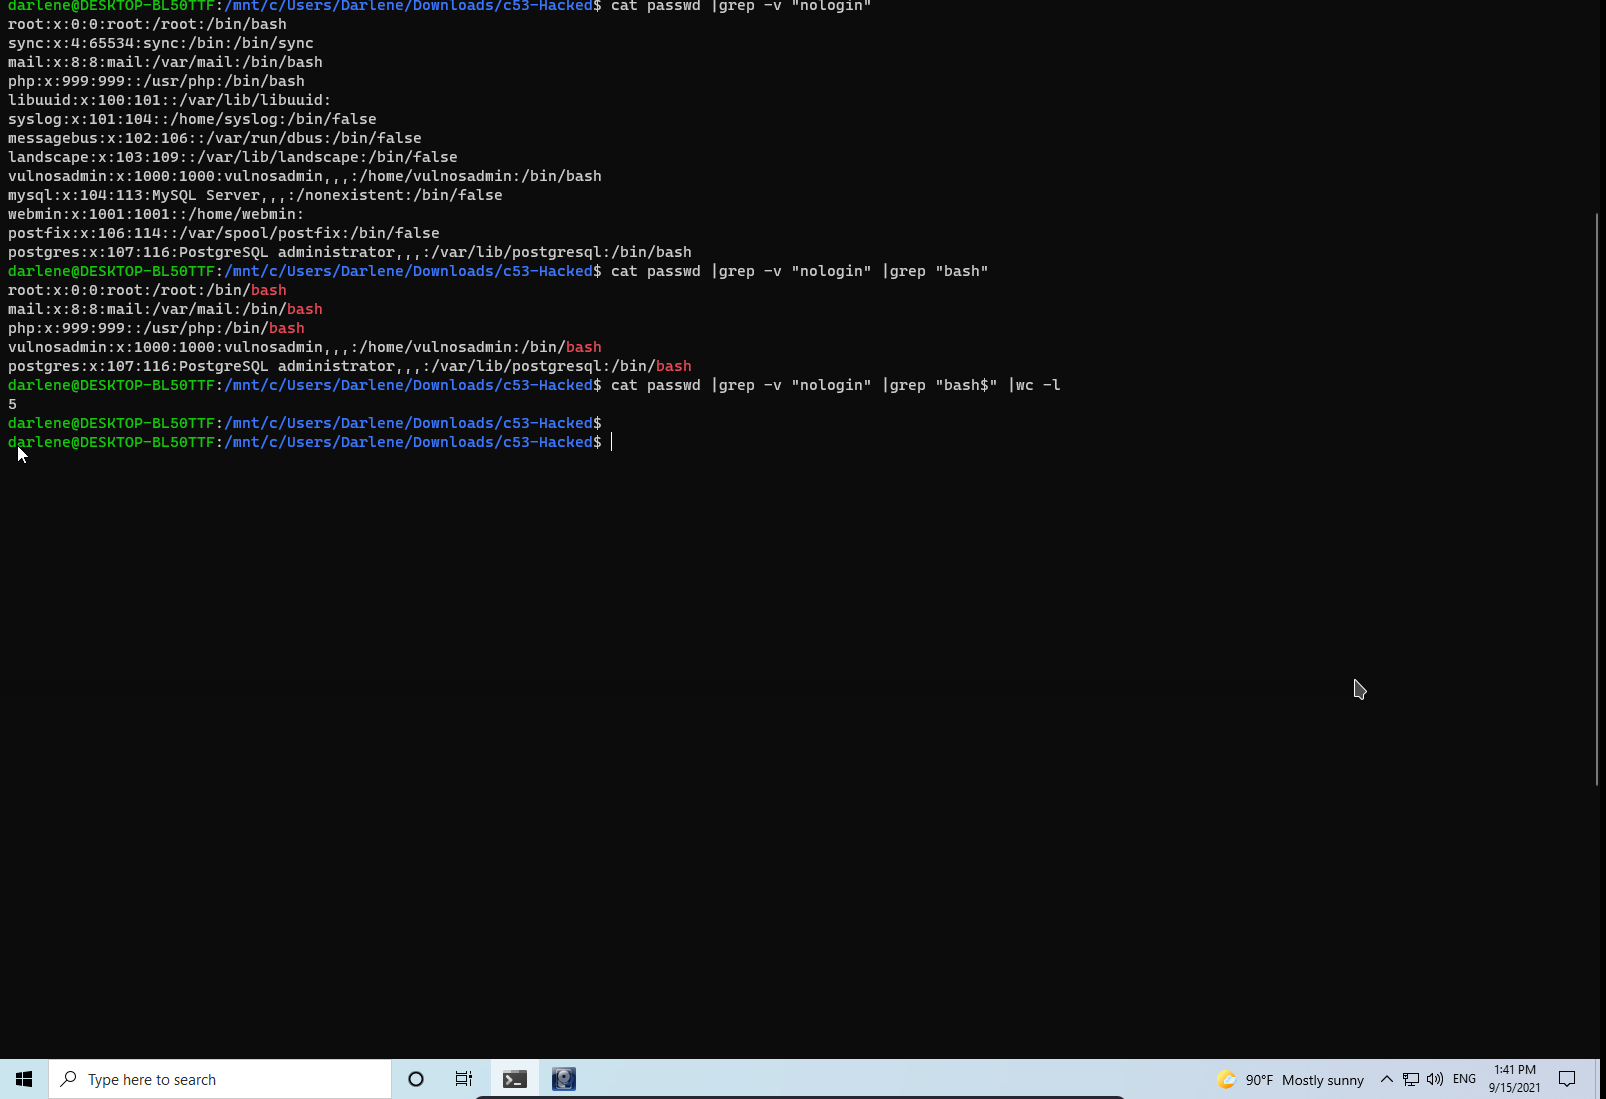 darlene@DESKTOP-BL50TTF:/mnt/c/Users/Darlene/Downloads/c53-Hacked$ cat passwd |grep -v "nologin"
root:x:0:0:root:/root:/bin/bash
sync:x:4:65534:sync:/bin:/bin/sync
mail:x:8:8:mail:/var/mail:/bin/bash
php:x:999:999::/usr/php:/bin/bash
libuuid:x:100:101::/var/lib/libuuid:
syslog:x:101:104::/home/syslog:/bin/false
messagebus:x:102:106::/var/run/dbus:/bin/false
landscape:x:103:109::/var/lib/landscape:/bin/false
vulnosadmin:x:1000:1000:vulnosadmin,,,:/home/vulnosadmin:/bin/bash
mysql:x:104:113:MySQL Server,,,:/nonexistent:/bin/false
webmin:x:1001:1001::/home/webmin:
postfix:x:106:114::/var/spool/postfix:/bin/false
postgres:x:107:116:PostgreSQL administrator,,,:/var/lib/postgresql:/bin/bash
darlene@DESKTOP-BL50TTF:/mnt/c/Users/Darlene/Downloads/c53-Hacked$ cat passwd |grep -v "nologin" |grep "bash"
root:x:0:0:root:/root:/bin/bash
mail:x:8:8:mail:/var/mail:/bin/bash
php:x:999:999::/usr/php:/bin/bash
vulnosadmin:x:1000:1000:vulnosadmin,,,:/home/vulnosadmin:/bin/bash
postgres:x:107:116:PostgreSQL administrator,,,:/var/lib/postgresql:/bin/bash
darlene@DESKTOP-BL50TTF:/mnt/c/Users/Darlene/Downloads/c53-Hacked$ cat passwd |grep -v "nologin" |grep "bash$" |wc -l
5
darlene@DESKTOP-BL50TTF:/mnt/c/Users/Darlene/Downloads/c53-Hacked$
darlene@DESKTOP-BL50TTF:/mnt/c/Users/Darlene/Downloads/c53-Hacked$
Type here to search
90°F Mostly sunny
ENG
1:41 PM
9/15/2021